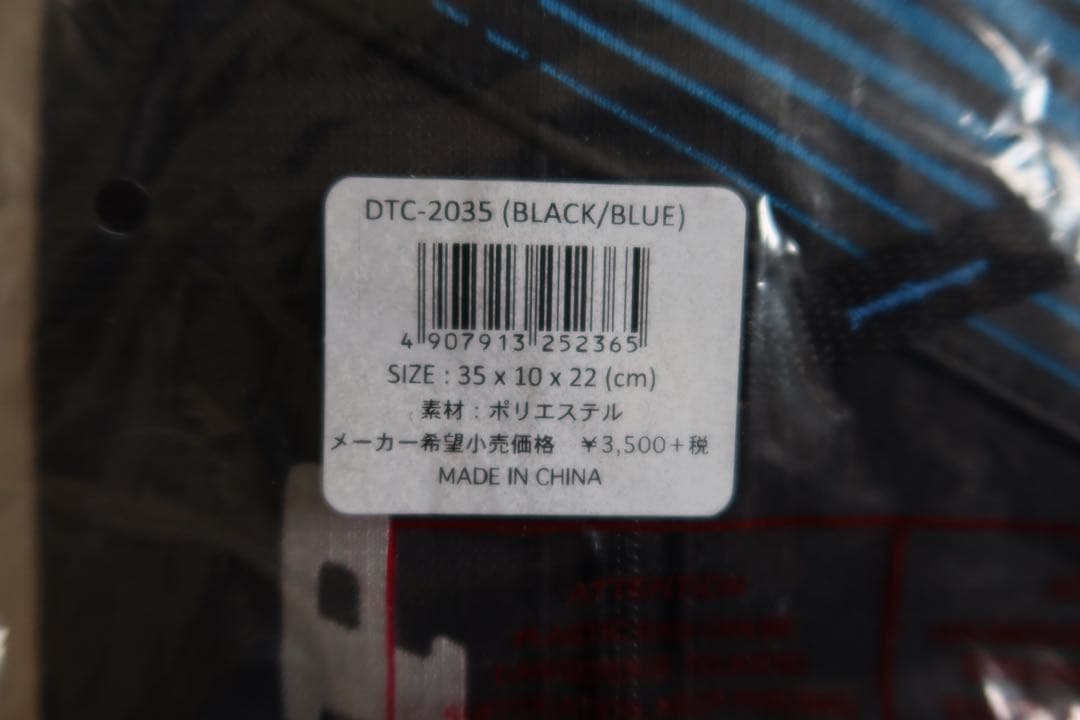 DTC-2035 (BLACK/BLUE)
4 907913 252365
SIZE : 35 x 10 x 22 (cm)
素材 : ポリエステル
メーカー希望小売価格 ¥3,500+税
MADE IN CHINA
ATTENTION